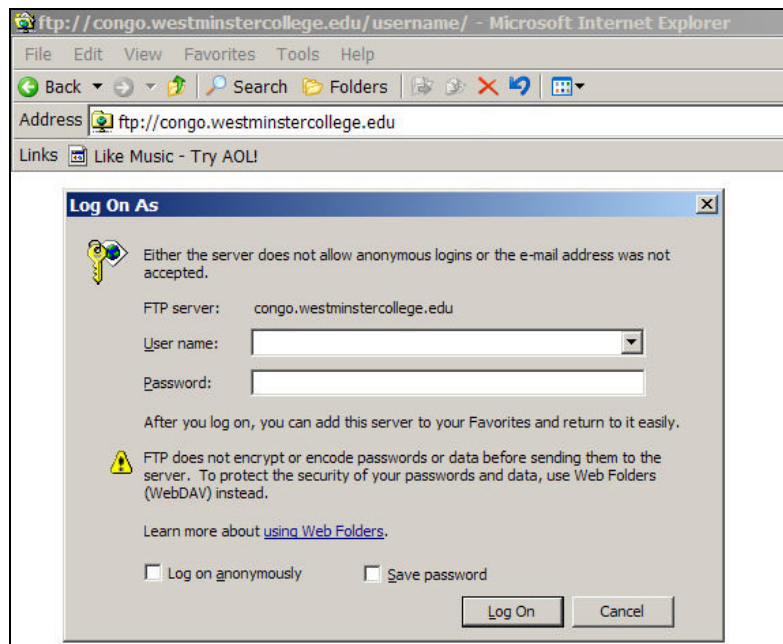 ftp://congo.westminstercollege.edu/username/ - Microsoft Internet Explorer
File Edit View Favorites Tools Help
Back Search Folders
Address ftp://congo.westminstercollege.edu
Links Like Music - Try AOL!
Log On As
Either the server does not allow anonymous logins or the e-mail address was not
accepted.
FTP server: congo.westminstercollege.edu
User name:
Password:
After you log on, you can add this server to your Favorites and return to it easily.
FTP does not encrypt or encode passwords or data before sending them to the
server. To protect the security of your passwords and data, use Web Folders
(WebDAV) instead.
Learn more about using Web Folders.
Log on anonymously Save password
Log On Cancel